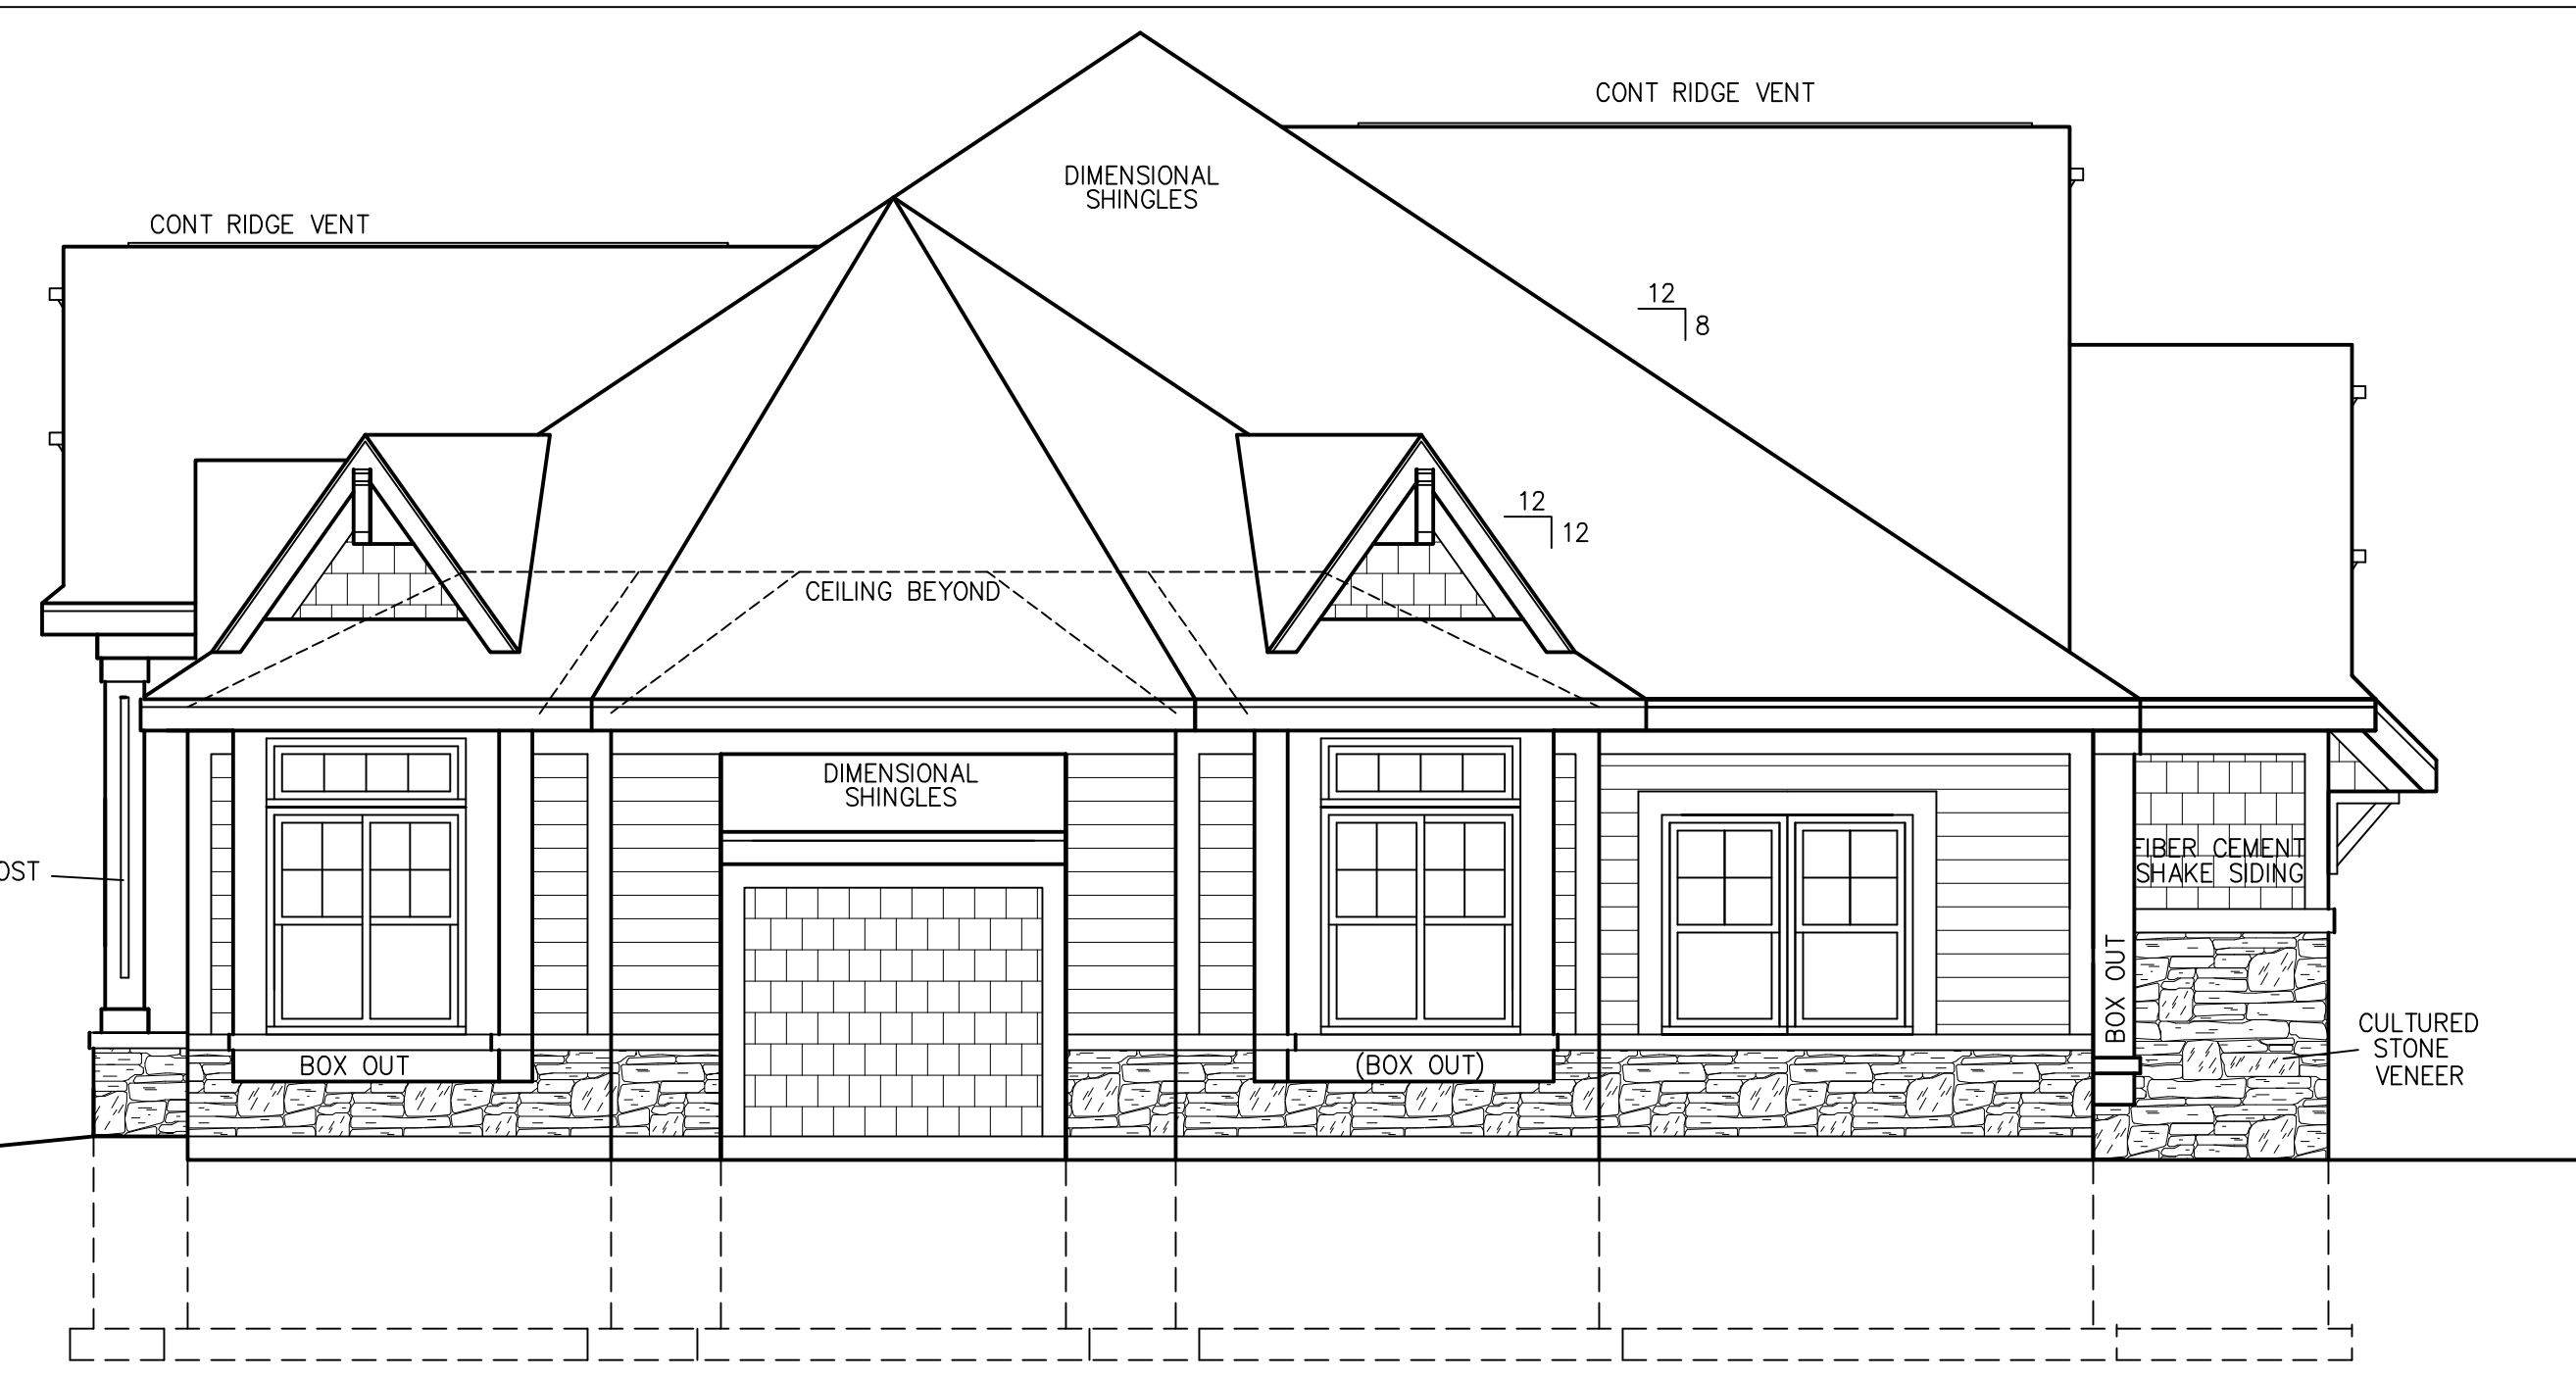 CONT RIDGE VENT
DIMENSIONAL
SHINGLES
CONT RIDGE VENT
12
8
12
12
CEILING BEYOND
DIMENSIONAL
SHINGLES
FIBER CEMENT
SHAKE SIDING
OST
BOX OUT
CULTURED
STONE
VENEER
BOX OUT
(BOX OUT)